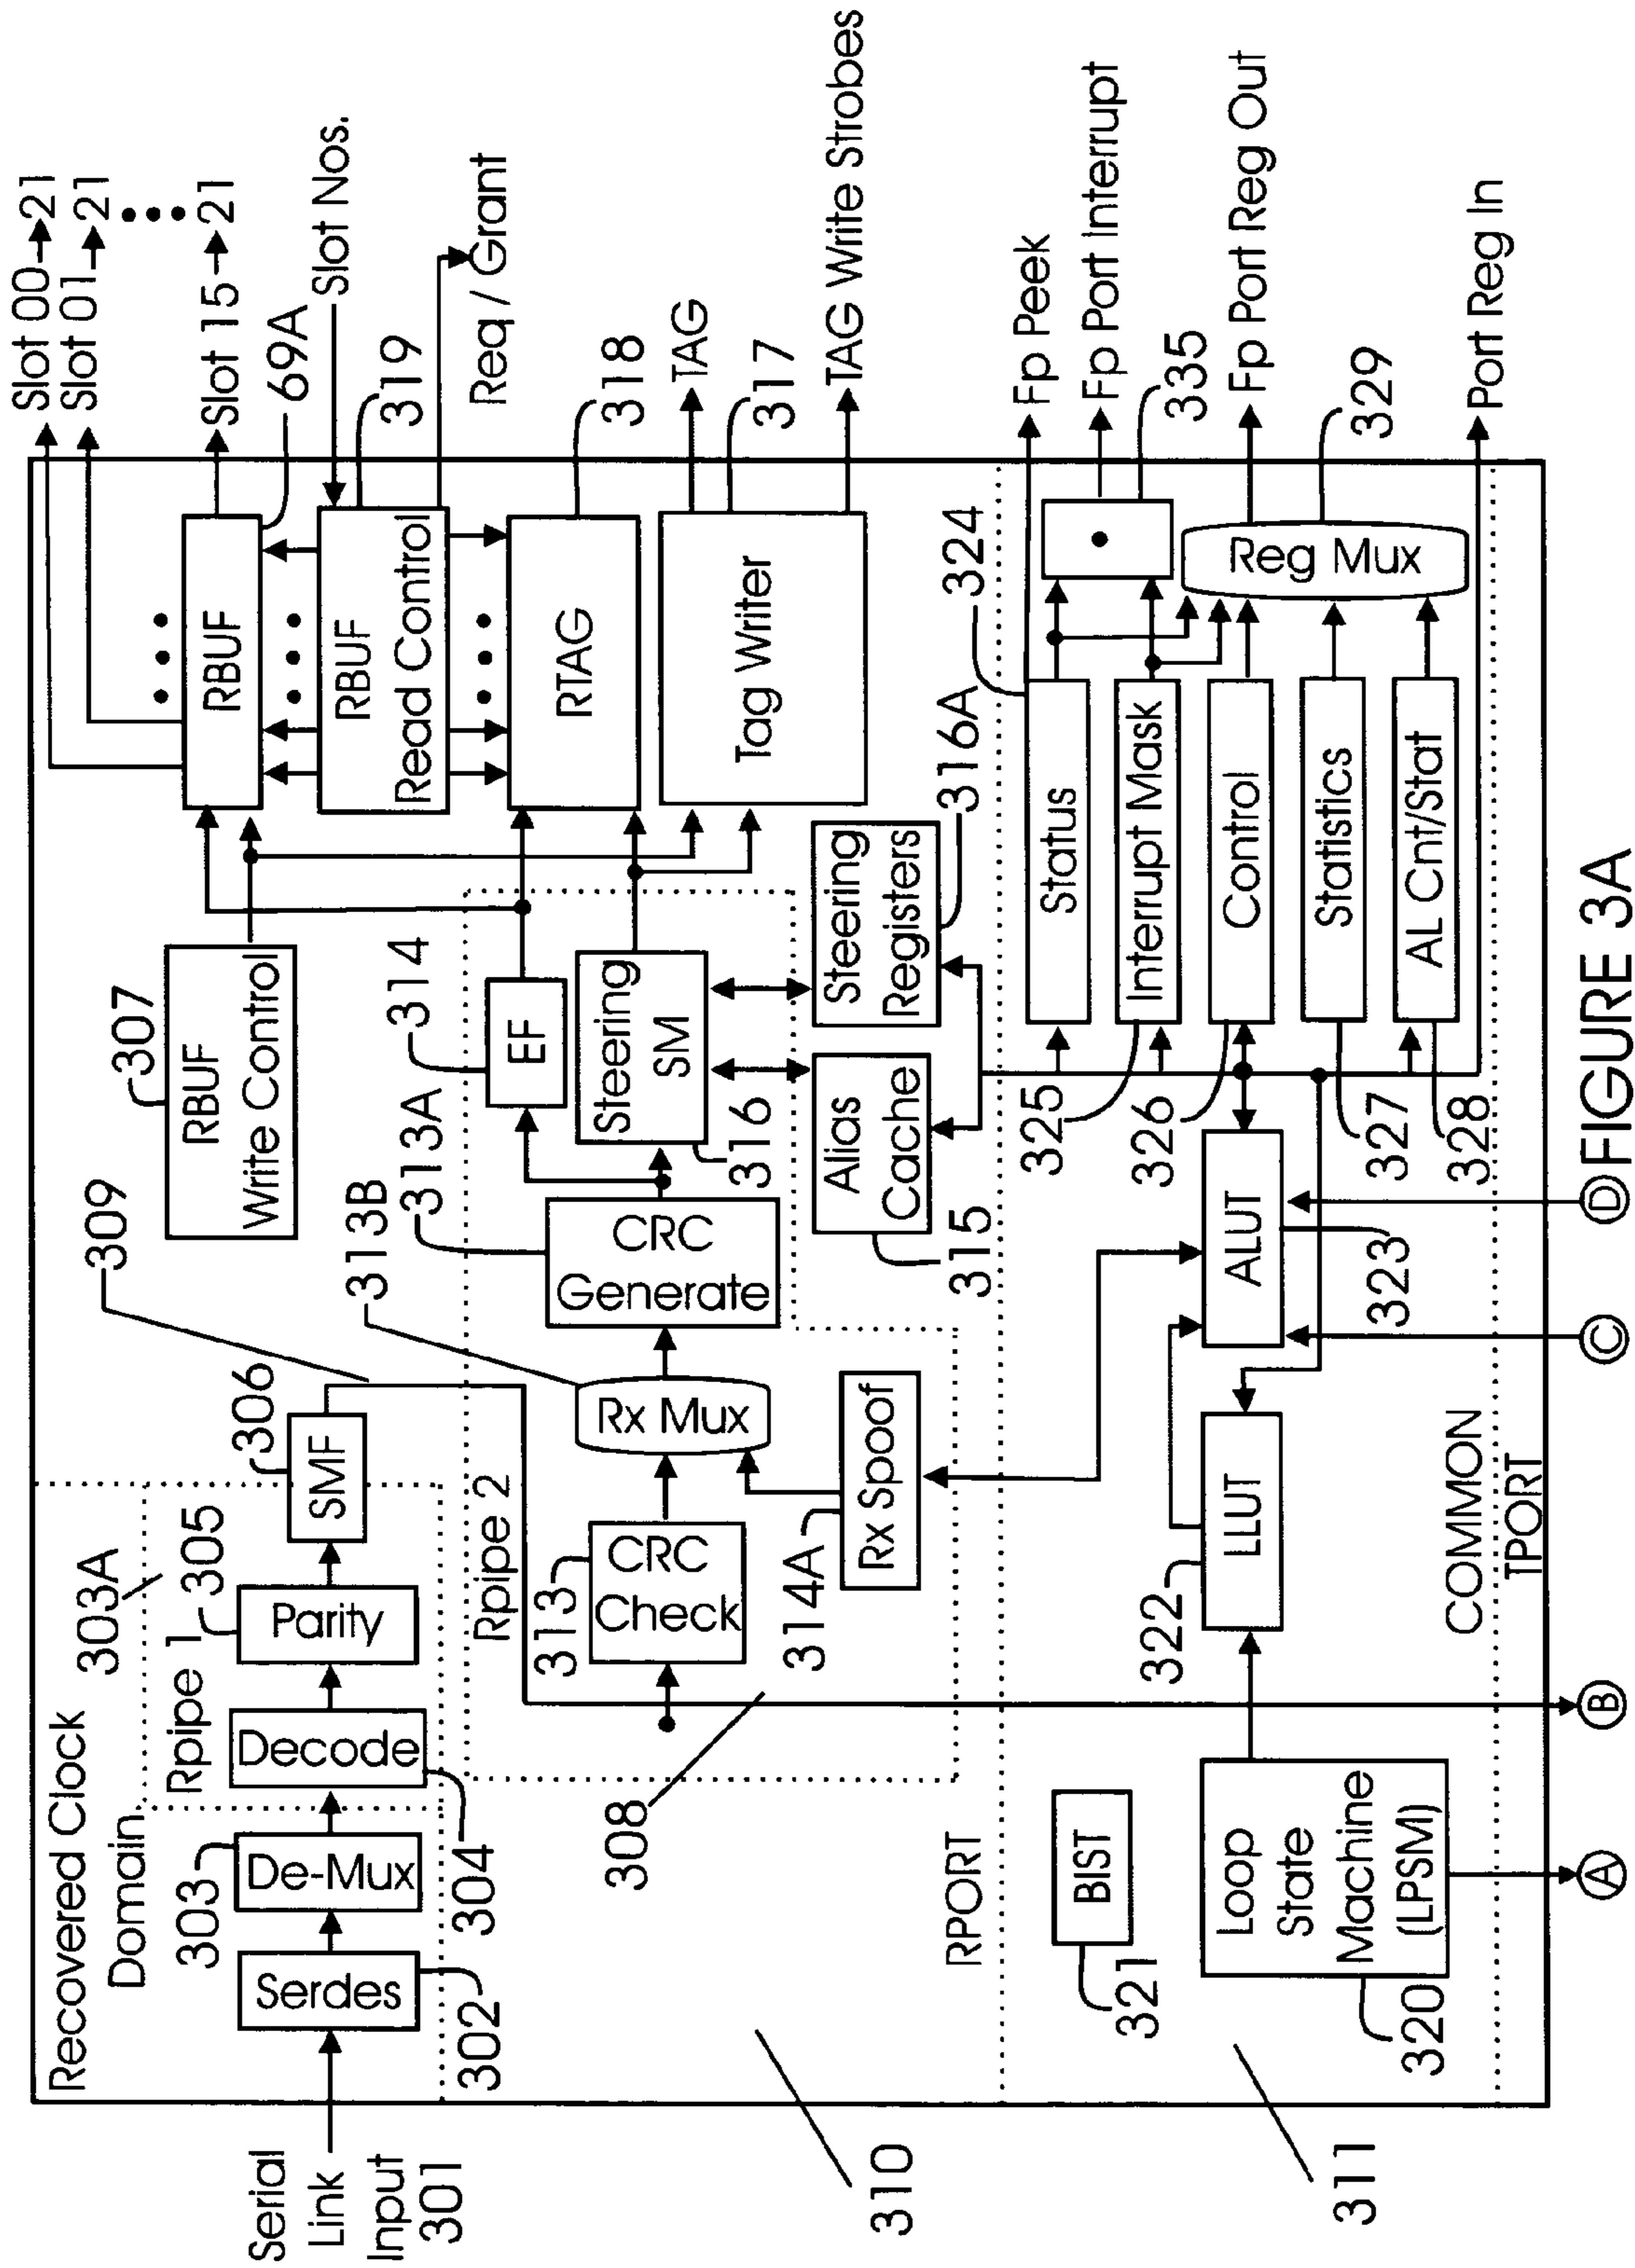 Recovered Clock
Domain
303A
309
306
305
Rpipe 1
303
304
302
Serial
Link
Input
301
Serdes
De-Mux
Decode
Parity
SMF
307
RBUF
Write Control
RBUF
RBUF
Read Control
RTAG
Tag Writer
Slot 00
21
Slot 01
21
Slot 15
21
69A
Slot Nos.
319
Req / Grant
318
TAG
317
TAG Write Strobes
Rpipe 2
313B
313A
314
EF
Steering
SM
316
CRC
Generate
Rx Mux
CRC
Check
313
Rx Spoof
314A
308
Alias
Cache
315
Steering
Registers
316A
RPORT
310
324
Status
Interrupt Mask
Control
Statistics
AL Cnt/Stat
325
326
327
328
Fp Peek
Fp Port Interrupt
335
Fp Port Reg Out
Reg Mux
329
Port Reg In
BIST
321
Loop
State
Machine
(LPSM)
320
LLUT
322
ALUT
323
COMMON
TPORT
311
A
B
C
D
FIGURE 3A